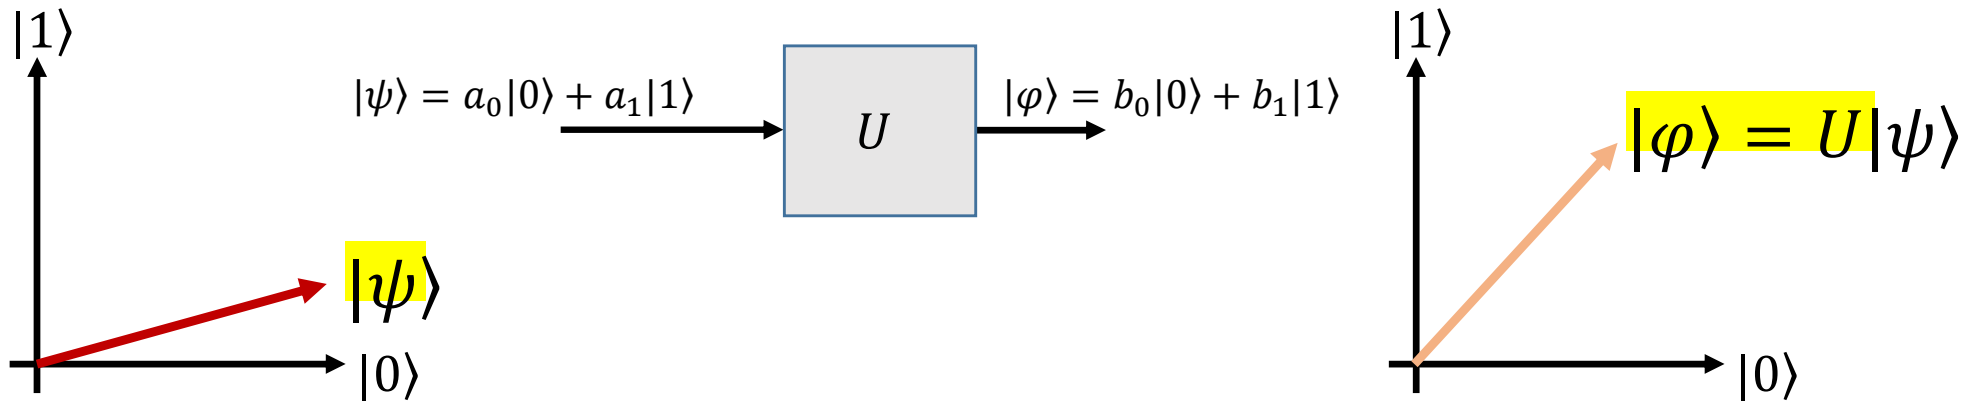 |1⟩
|ψ⟩
|0⟩
|ψ⟩ = a₀|0⟩ + a₁|1⟩
U
|φ⟩ = b₀|0⟩ + b₁|1⟩
|1⟩
|φ⟩ = U|ψ⟩
|0⟩